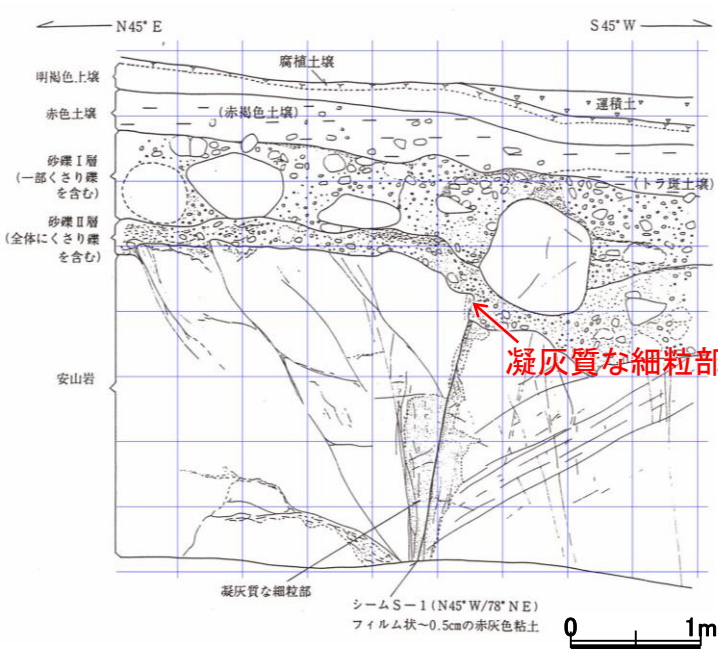 N45°E
S45°W
腐植土壌
明褐色土壌
運積土
赤色土壌
(赤褐色土壌)
砂礫Ⅰ層
(一部くさり礫
を含む)
(トラ斑土壌)
砂礫Ⅱ層
(全体にくさり礫
を含む)
凝灰質な細粒部
安山岩
凝灰質な細粒部
シームS-1(N45°W/78°NE)
フィルム状~0.5cmの赤灰色粘土
0 1m